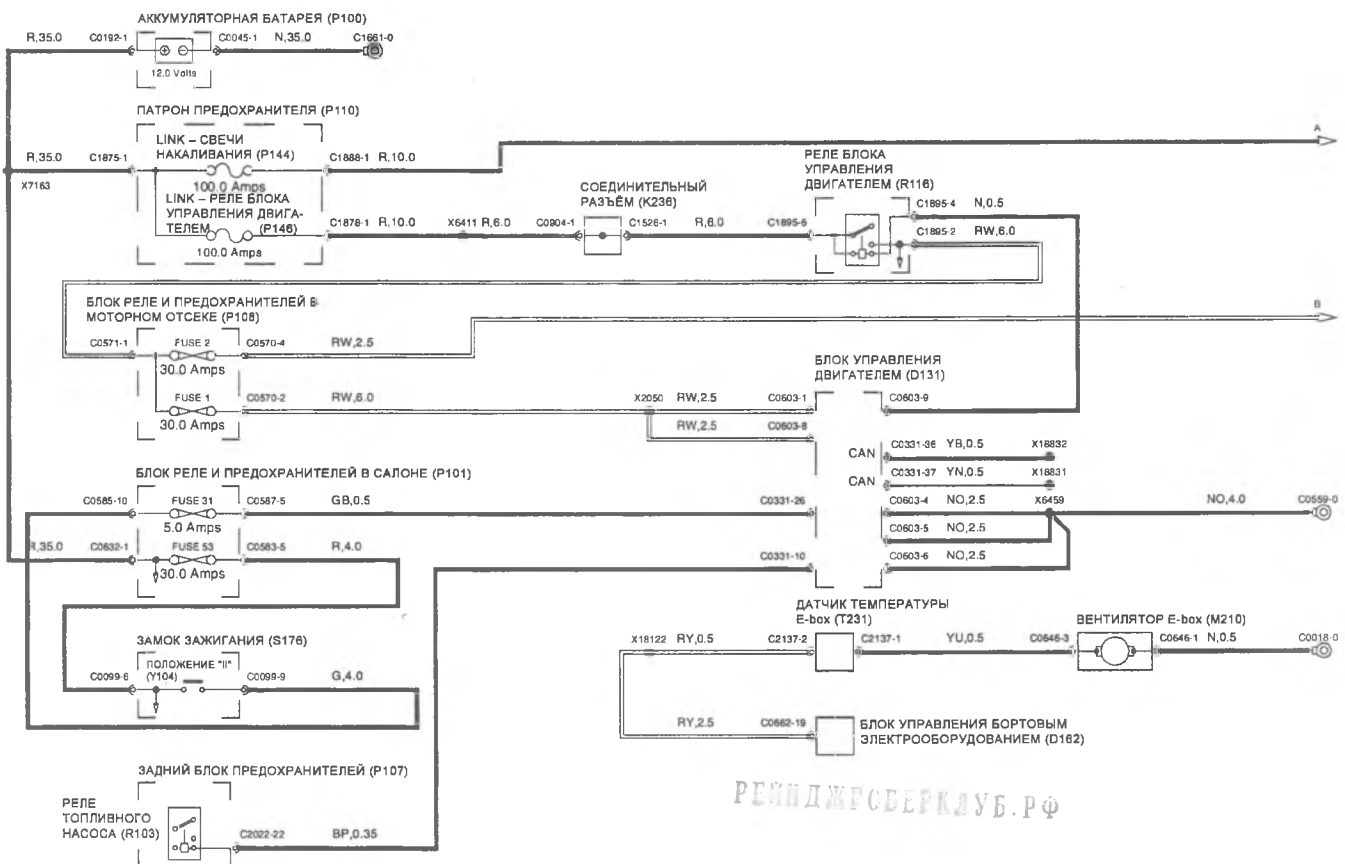 АККУМУЛЯТОРНАЯ БАТАРЕЯ (P100)
R,35.0 C0192-1 C0045-1 N,35.0 C1661-0
12.0 Volts
ПАТРОН ПРЕДОХРАНИТЕЛЯ (P110)
A
LINK – СВЕЧИ
НАКАЛИВАНИЯ (P144)
R,35.0 C1875-1 C1888-1 R,10.0
X7163
100.0 Amps
LINK – РЕЛЕ БЛОКА
УПРАВЛЕНИЯ ДВИГА-
ТЕЛЕМ (P146)
100.0 Amps
C1878-1 R,10.0 X6411 R,6.0 C0904-1 C1526-1 R,6.0 C1895-5
СОЕДИНИТЕЛЬНЫЙ
РАЗЪЁМ (K236)
РЕЛЕ БЛОКА
УПРАВЛЕНИЯ
ДВИГАТЕЛЕМ (R116)
C1895-4 N,0.5
C1895-2 RW,6.0
БЛОК РЕЛЕ И ПРЕДОХРАНИТЕЛЕЙ В
МОТОРНОМ ОТСЕКЕ (P108)
B
C0571-1 FUSE 2 C0570-4 RW,2.5
30.0 Amps
FUSE 1 C0570-2 RW,6.0 X2050 RW,2.5 C0603-1
30.0 Amps
RW,2.5 C0603-8
БЛОК УПРАВЛЕНИЯ
ДВИГАТЕЛЕМ (D131)
C0603-9
CAN C0331-36 YB,0.5 X18832
CAN C0331-37 YN,0.5 X18831
БЛОК РЕЛЕ И ПРЕДОХРАНИТЕЛЕЙ В САЛОНЕ (P101)
C0585-10 FUSE 31 C0587-5 GB,0.5 C0331-26
5.0 Amps
C0603-4 NO,2.5 X6459 NO,4.0 C0559-0
C0603-5 NO,2.5
R,35.0 C0632-1 FUSE 53 C0583-5 R,4.0
30.0 Amps
C0331-10 C0603-6 NO,2.5
ДАТЧИК ТЕМПЕРАТУРЫ
E-box (T231)
ВЕНТИЛЯТОР E-box (M210)
X18122 RY,0.5 C2137-2 C2137-1 YU,0.5 C0646-3 C0646-1 N,0.5 C0018-0
ЗАМОК ЗАЖИГАНИЯ (S176)
ПОЛОЖЕНИЕ "II"
(Y104)
C0099-6 C0099-9 G,4.0
RY,2.5 C0662-19
БЛОК УПРАВЛЕНИЯ БОРТОВЫМ
ЭЛЕКТРООБОРУДОВАНИЕМ (D162)
ЗАДНИЙ БЛОК ПРЕДОХРАНИТЕЛЕЙ (P107)
РЕЛЕ
ТОПЛИВНОГО
НАСОСА (R103)
C2022-22 BP,0.35
РЕЙНДЖРОВЕРКЛУБ.РФ